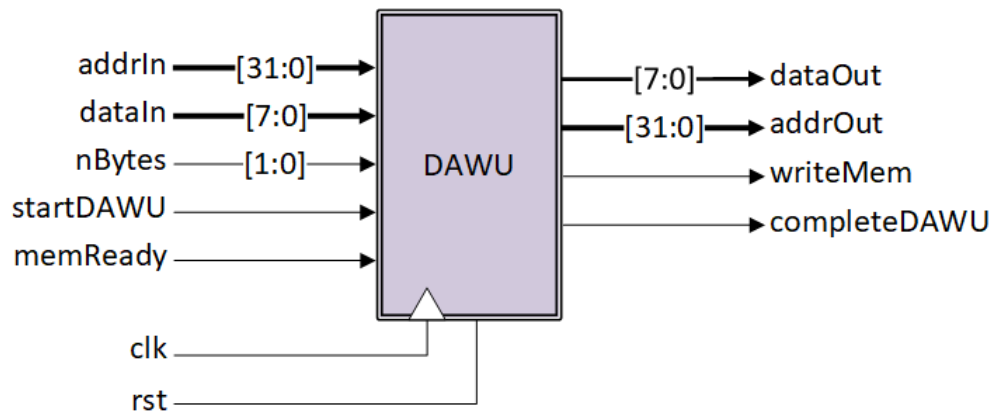 addrIn [31:0]
dataIn [7:0]
nBytes [1:0]
startDAWU
memReady
DAWU
[7:0] dataOut
[31:0] addrOut
writeMem
completeDAWU
clk
rst